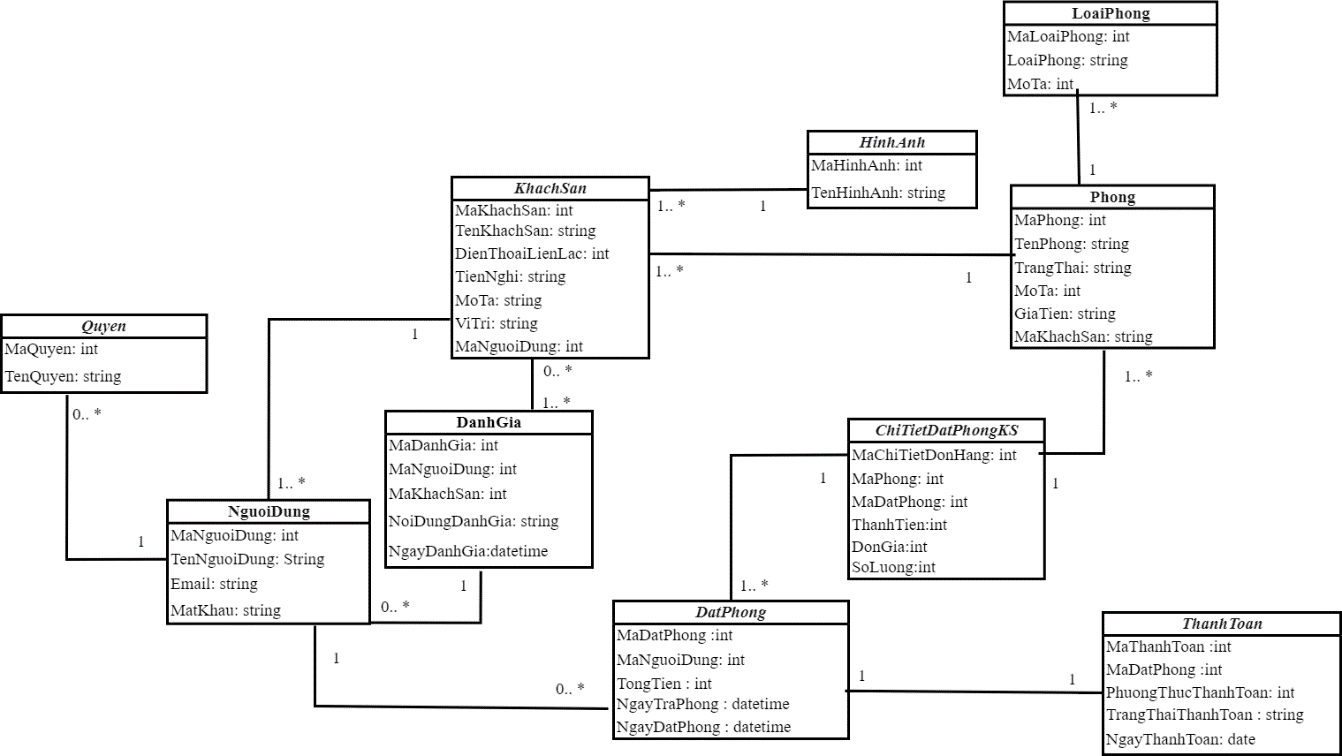 LoaiPhong
MaLoaiPhong: int
LoaiPhong: string
MoTa: int
1.. *
1
HinhAnh
MaHinhAnh: int
TenHinhAnh: string
KhachSan
MaKhachSan: int
TenKhachSan: string
DienThoaiLienLac: int
TienNghi: string
MoTa: string
ViTri: string
MaNguoiDung: int
1.. *
1
1.. *
1
Phong
MaPhong: int
TenPhong: string
TrangThai: string
MoTa: int
GiaTien: string
MaKhachSan: string
Quyen
MaQuyen: int
TenQuyen: string
0.. *
1
1
1.. *
0.. *
1.. *
DanhGia
MaDanhGia: int
MaNguoiDung: int
MaKhachSan: int
NoiDungDanhGia: string
NgayDanhGia:datetime
1
0.. *
NguoiDung
MaNguoiDung: int
TenNguoiDung: String
Email: string
MatKhau: string
1
0.. *
1.. *
1
ChiTietDatPhongKS
MaChiTietDonHang: int
MaPhong: int
MaDatPhong: int
ThanhTien:int
DonGia:int
SoLuong:int
1
1.. *
DatPhong
MaDatPhong :int
MaNguoiDung: int
TongTien : int
NgayTraPhong : datetime
NgayDatPhong : datetime
1
1
ThanhToan
MaThanhToan :int
MaDatPhong :int
PhuongThucThanhToan: int
TrangThaiThanhToan : string
NgayThanhToan: date